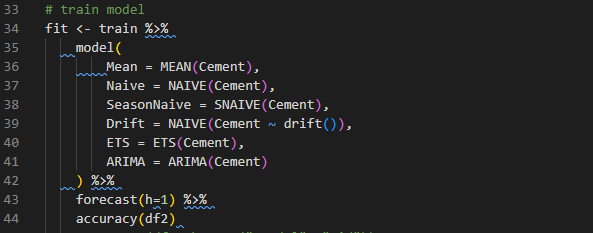 33 # train model
34 fit <- train %>%
35 model(
36 Mean = MEAN(Cement),
37 Naive = NAIVE(Cement),
38 SeasonNaive = SNAIVE(Cement),
39 Drift = NAIVE(Cement ~ drift()),
40 ETS = ETS(Cement),
41 ARIMA = ARIMA(Cement)
42 ) %>%
43 forecast(h=1) %>%
44 accuracy(df2)